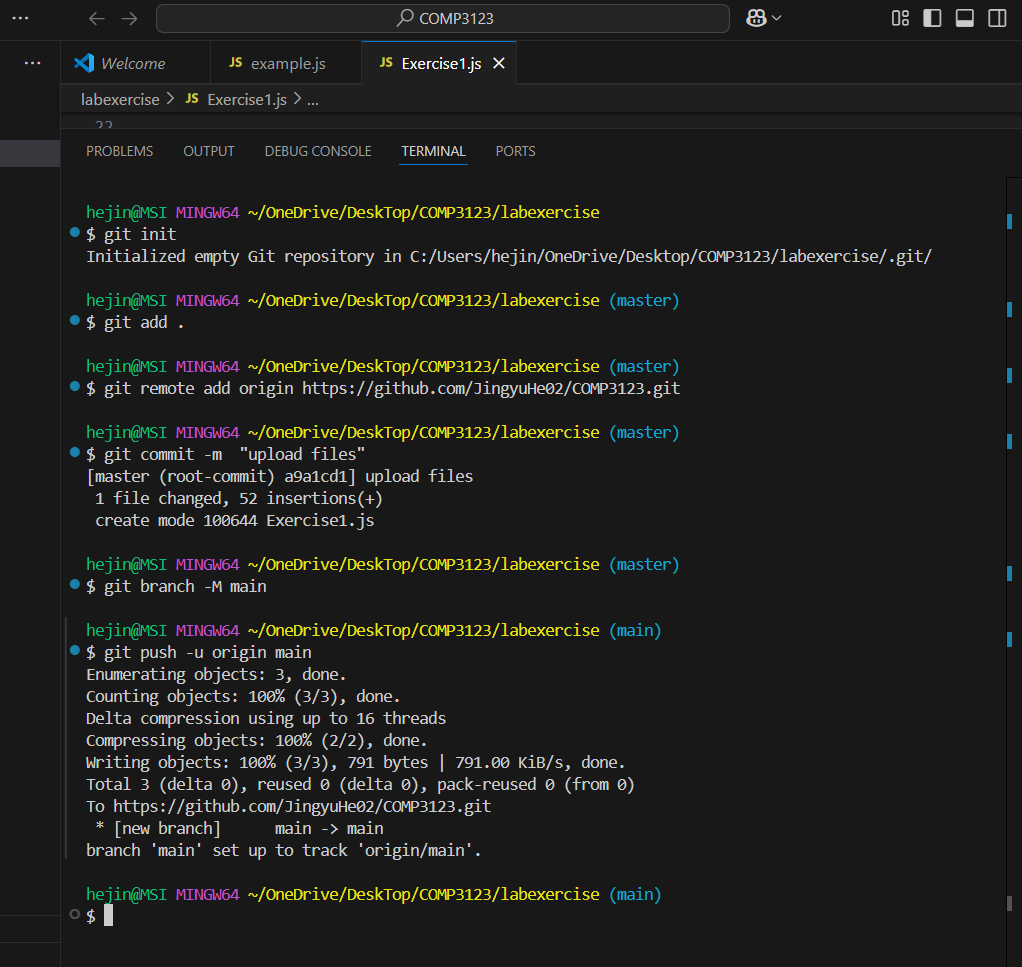 COMP3123
Welcome
JS example.js
JS Exercise1.js
labexercise > JS Exercise1.js > ...
22
PROBLEMS OUTPUT DEBUG CONSOLE TERMINAL PORTS
hejin@MSI MINGW64 ~/OneDrive/DeskTop/COMP3123/labexercise
$ git init
Initialized empty Git repository in C:/Users/hejin/OneDrive/Desktop/COMP3123/labexercise/.git/
hejin@MSI MINGW64 ~/OneDrive/DeskTop/COMP3123/labexercise (master)
$ git add .
hejin@MSI MINGW64 ~/OneDrive/DeskTop/COMP3123/labexercise (master)
$ git remote add origin https://github.com/JingyuHe02/COMP3123.git
hejin@MSI MINGW64 ~/OneDrive/DeskTop/COMP3123/labexercise (master)
$ git commit -m  "upload files"
[master (root-commit) a9a1cd1] upload files
 1 file changed, 52 insertions(+)
 create mode 100644 Exercise1.js
hejin@MSI MINGW64 ~/OneDrive/DeskTop/COMP3123/labexercise (master)
$ git branch -M main
hejin@MSI MINGW64 ~/OneDrive/DeskTop/COMP3123/labexercise (main)
$ git push -u origin main
Enumerating objects: 3, done.
Counting objects: 100% (3/3), done.
Delta compression using up to 16 threads
Compressing objects: 100% (2/2), done.
Writing objects: 100% (3/3), 791 bytes | 791.00 KiB/s, done.
Total 3 (delta 0), reused 0 (delta 0), pack-reused 0 (from 0)
To https://github.com/JingyuHe02/COMP3123.git
 * [new branch]      main -> main
branch 'main' set up to track 'origin/main'.
hejin@MSI MINGW64 ~/OneDrive/DeskTop/COMP3123/labexercise (main)
$